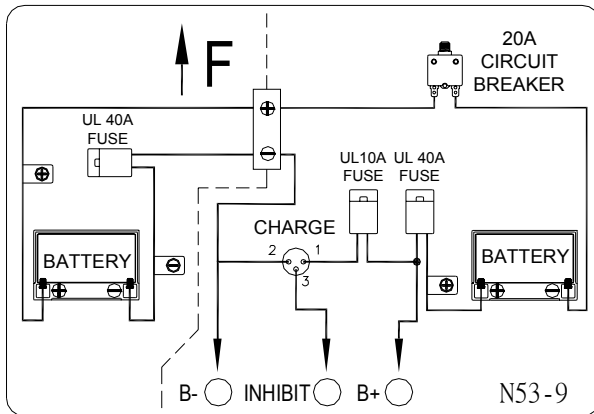 F
20A
CIRCUIT
BREAKER
UL 40A
FUSE
UL10A UL 40A
FUSE FUSE
CHARGE
2 1
3
BATTERY
BATTERY
B- INHIBIT B+
N53-9